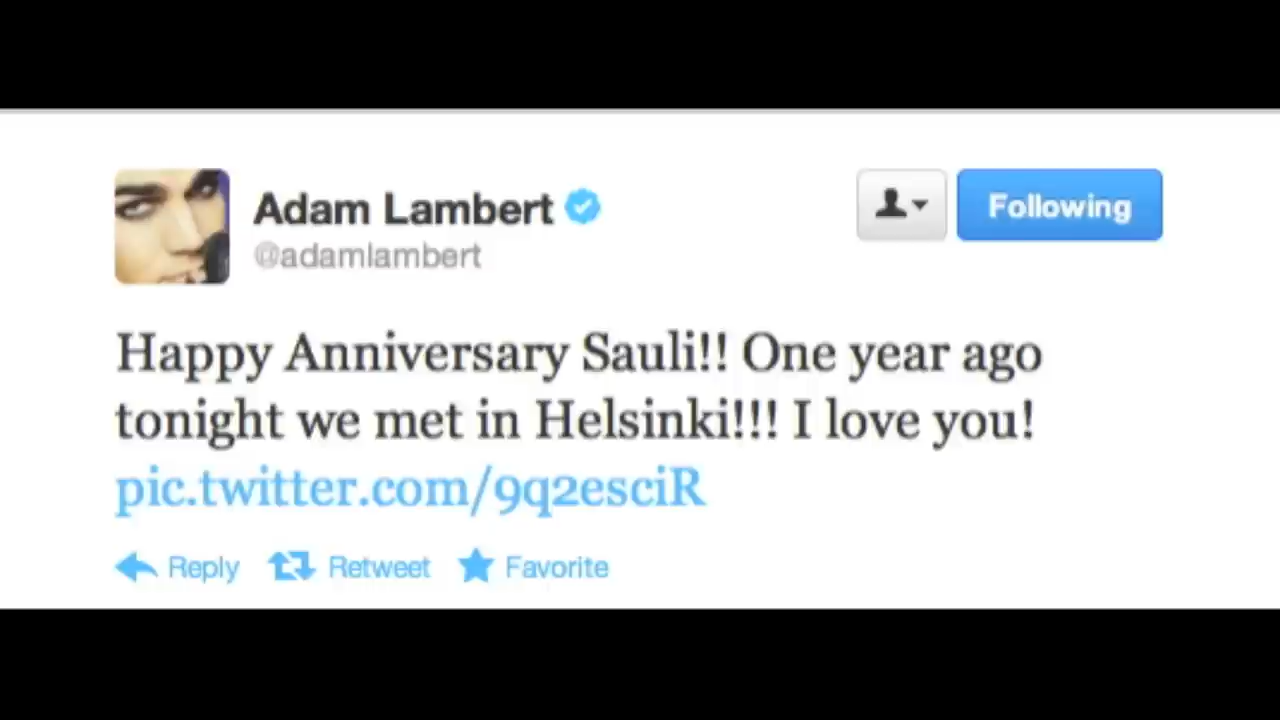 Adam Lambert
@adamlambert
Following
Happy Anniversary Sauli!! One year ago
tonight we met in Helsinki!!! I love you!
pic.twitter.com/9q2esciR
Reply Retweet Favorite